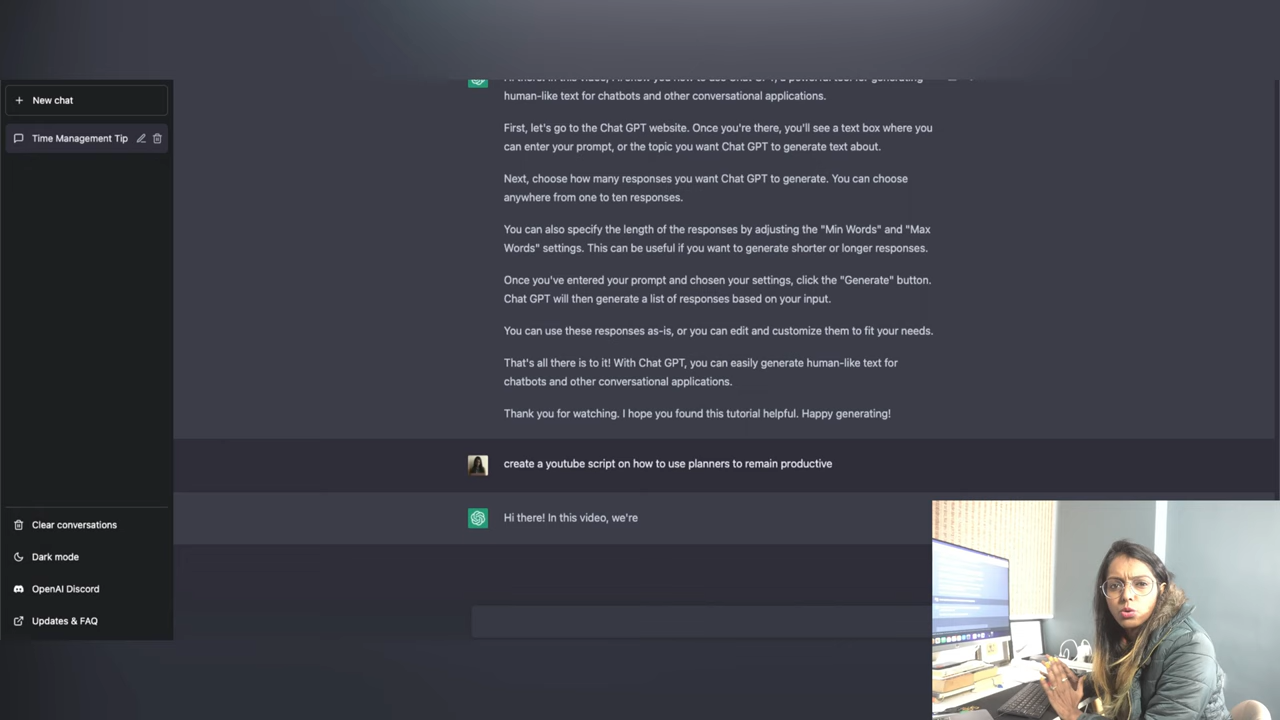 New chat
Time Management Tip
Clear conversations
Dark mode
OpenAI Discord
Updates & FAQ
human-like text for chatbots and other conversational applications.
First, let's go to the Chat GPT website. Once you're there, you'll see a text box where you
can enter your prompt, or the topic you want Chat GPT to generate text about.
Next, choose how many responses you want Chat GPT to generate. You can choose
anywhere from one to ten responses.
You can also specify the length of the responses by adjusting the "Min Words" and "Max
Words" settings. This can be useful if you want to generate shorter or longer responses.
Once you've entered your prompt and chosen your settings, click the "Generate" button.
Chat GPT will then generate a list of responses based on your input.
You can use these responses as-is, or you can edit and customize them to fit your needs.
That's all there is to it! With Chat GPT, you can easily generate human-like text for
chatbots and other conversational applications.
Thank you for watching. I hope you found this tutorial helpful. Happy generating!
create a youtube script on how to use planners to remain productive
Hi there! In this video, we're